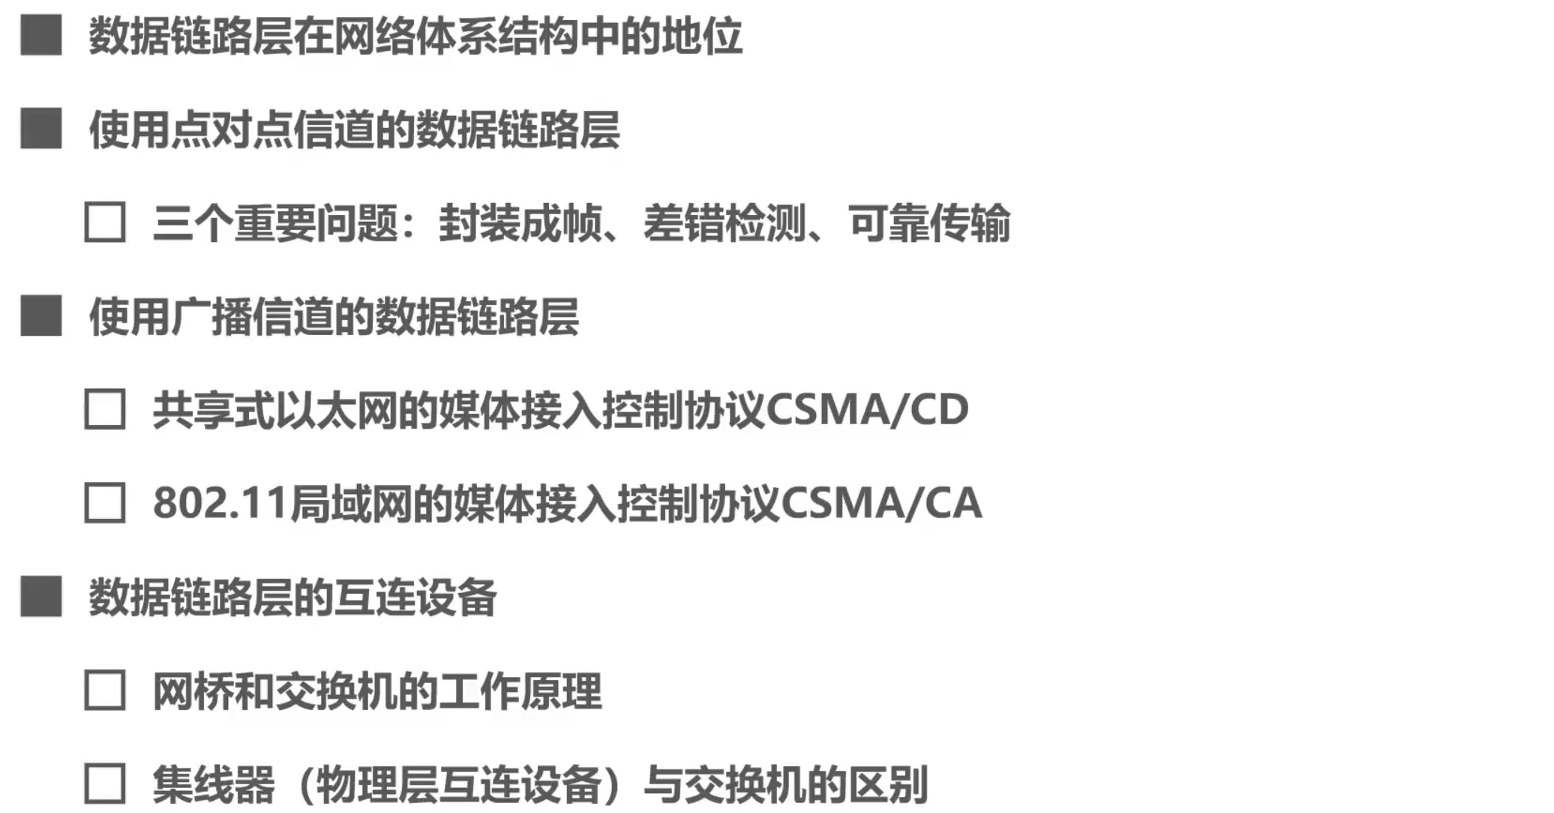 数据链路层在网络体系结构中的地位
使用点对点信道的数据链路层
三个重要问题：封装成帧、差错检测、可靠传输
使用广播信道的数据链路层
共享式以太网的媒体接入控制协议CSMA/CD
802.11局域网的媒体接入控制协议CSMA/CA
数据链路层的互连设备
网桥和交换机的工作原理
集线器（物理层互连设备）与交换机的区别